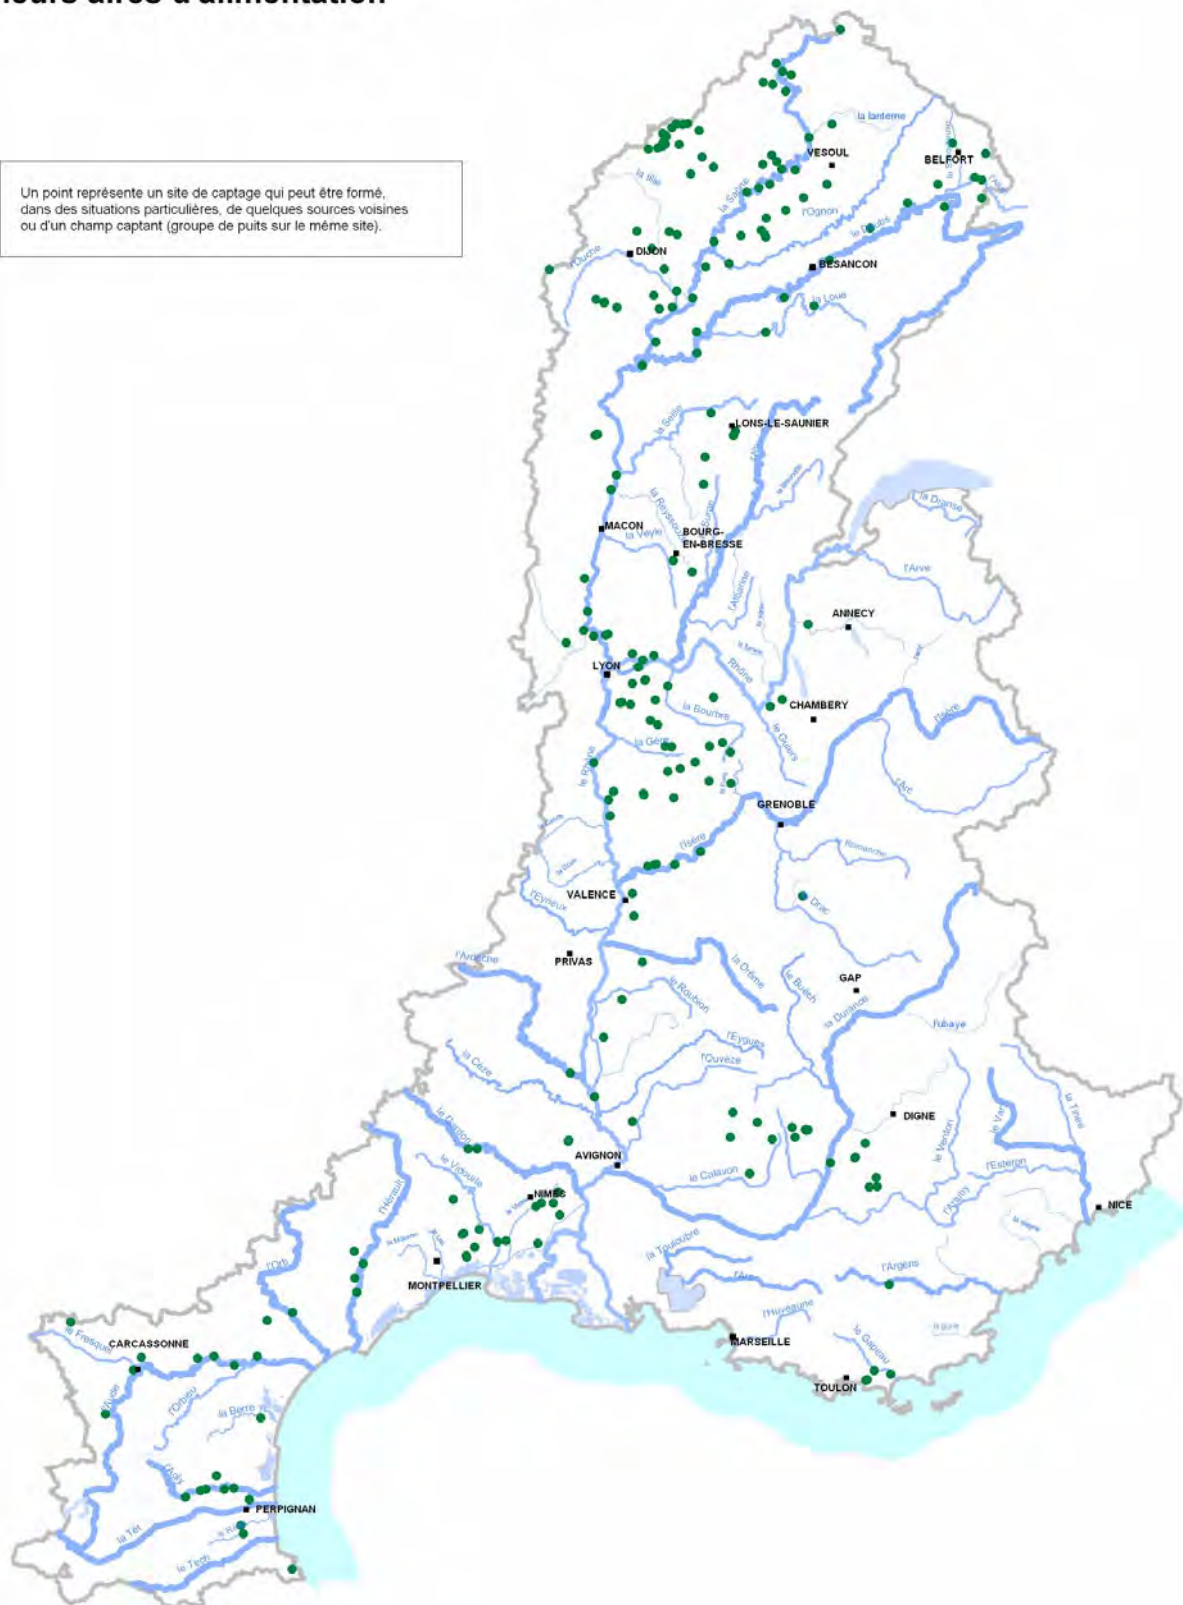 leurs aires d'alimentation
Un point représente un site de captage qui peut être formé,
dans des situations particulières, de quelques sources voisines
ou d'un champ captant (groupe de puits sur le même site).
la lanterne
VESOUL
BELFORT
la tille
la Saône
l'Ognon
le Doubs
DIJON
l'Ouche
BESANCON
la Loue
la Seille
LONS-LE-SAUNIER
la Reyssouze
MACON
la Veyle
BOURG-
EN-BRESSE
la Dranse
l'Arve
l'Albarine
ANNECY
LYON
Rhône
la Bourbre
CHAMBERY
le Guiers
l'Isère
la Gère
le Rhône
l'Arc
GRENOBLE
l'Isère
Romanche
VALENCE
l'Eyrieux
le Drac
l'Ardèche
PRIVAS
la Drôme
le Buëch
GAP
le Roubion
la Durance
l'ubaye
l'Eygues
l'Ouvèze
la Cèze
DIGNE
la Tinée
le Var
le Verdon
le Gardon
AVIGNON
l'Esteron
le Calavon
le Vidourle
NIMES
l'Artuby
NICE
l'Hérault
la Touloubre
l'Orb
MONTPELLIER
l'Arc
l'Argens
l'Huveaune
MARSEILLE
le Gapeau
TOULON
le Fresquel
CARCASSONNE
l'Aude
l'Orbieu
la Berre
l'Agly
PERPIGNAN
la Têt
le Tech